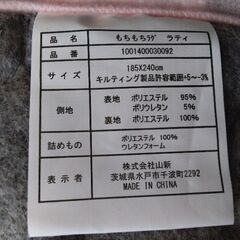 品名 もちもちラグ ラティ
品番 1001400030092
サイズ 185X240cm
キルティング製品許容範囲+5~−3%
側地 表地 ポリエステル 95%
ポリウレタン 5%
裏地 ポリエステル 100%
詰めもの ポリエステル 100%
ウレタンフォーム
表示者 株式会社山新
茨城県水戸市千波町2292
MADE IN CHINA